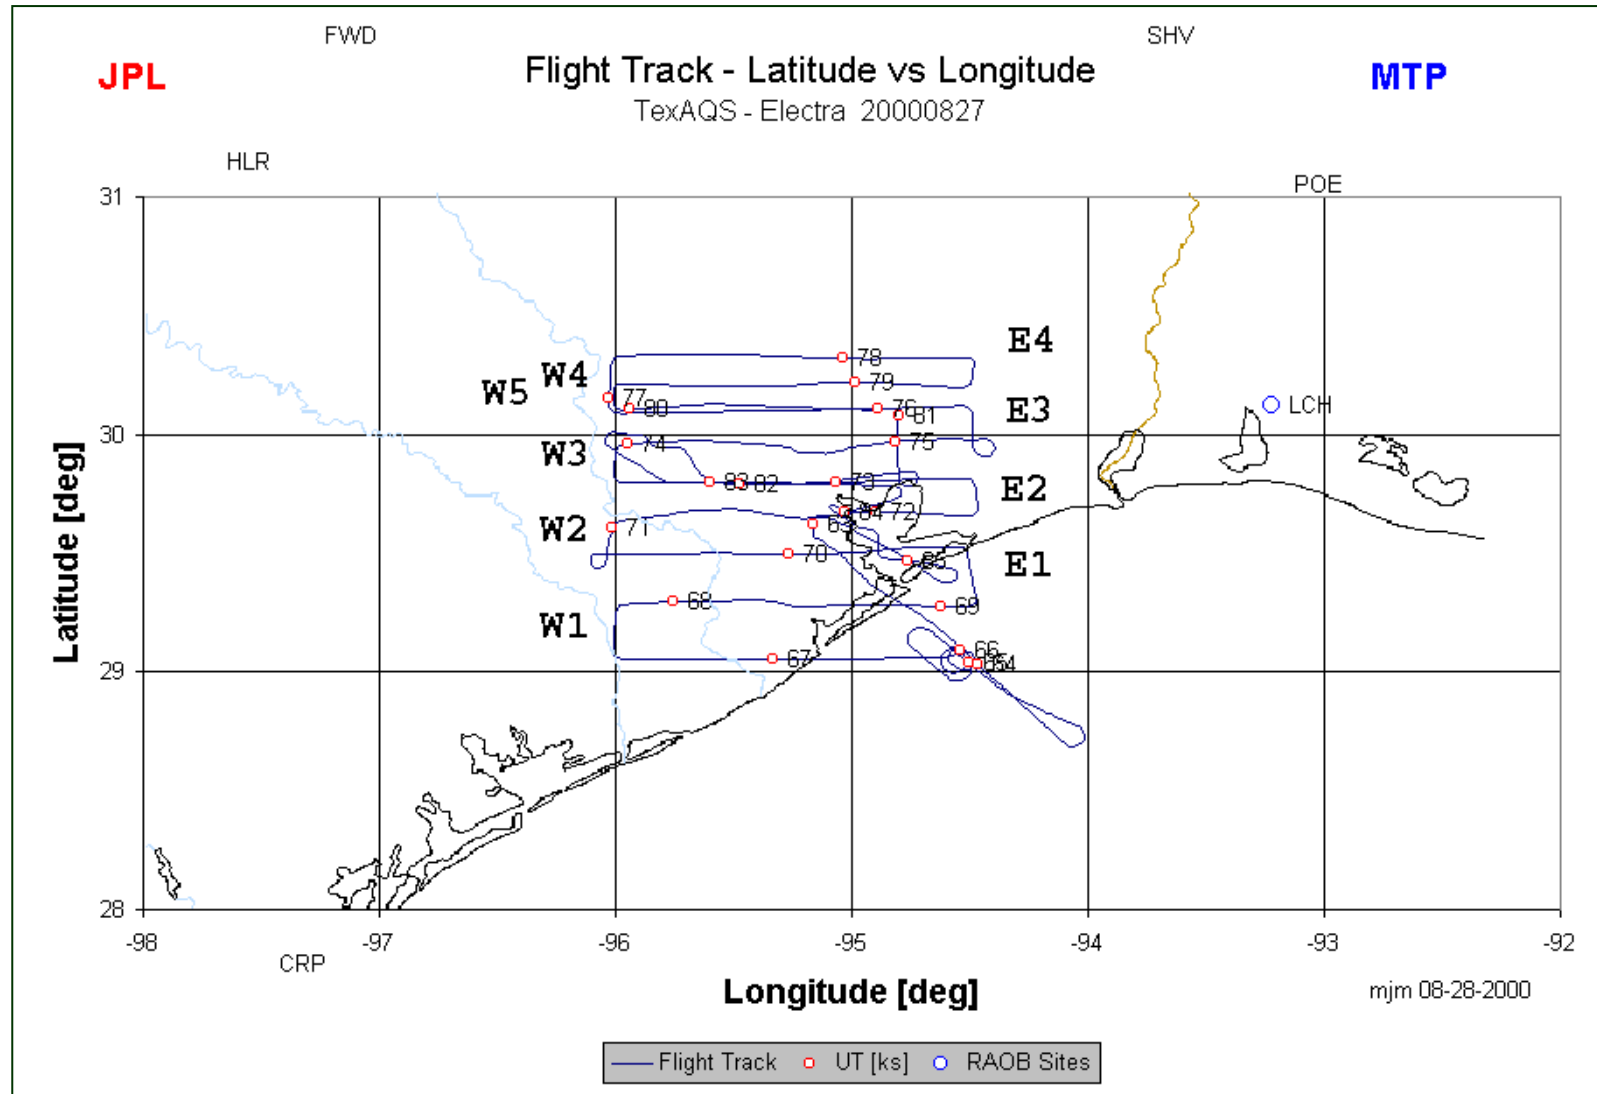 FWD SHV
JPL Flight Track - Latitude vs Longitude MTP
TexAQS - Electra 20000827
HLR
POE
31
E4
78
W4
W5
79
77
80
76
81
E3
LCH
30
74
75
W3
83
82
73
E2
84
72
W2
71
63
70
85
E1
68
69
W1
66
67
29
28
-98 -97 -96 -95 -94 -93 -92
CRP
Latitude [deg]
Longitude [deg]
mjm 08-28-2000
Flight Track UT [ks] RAOB Sites